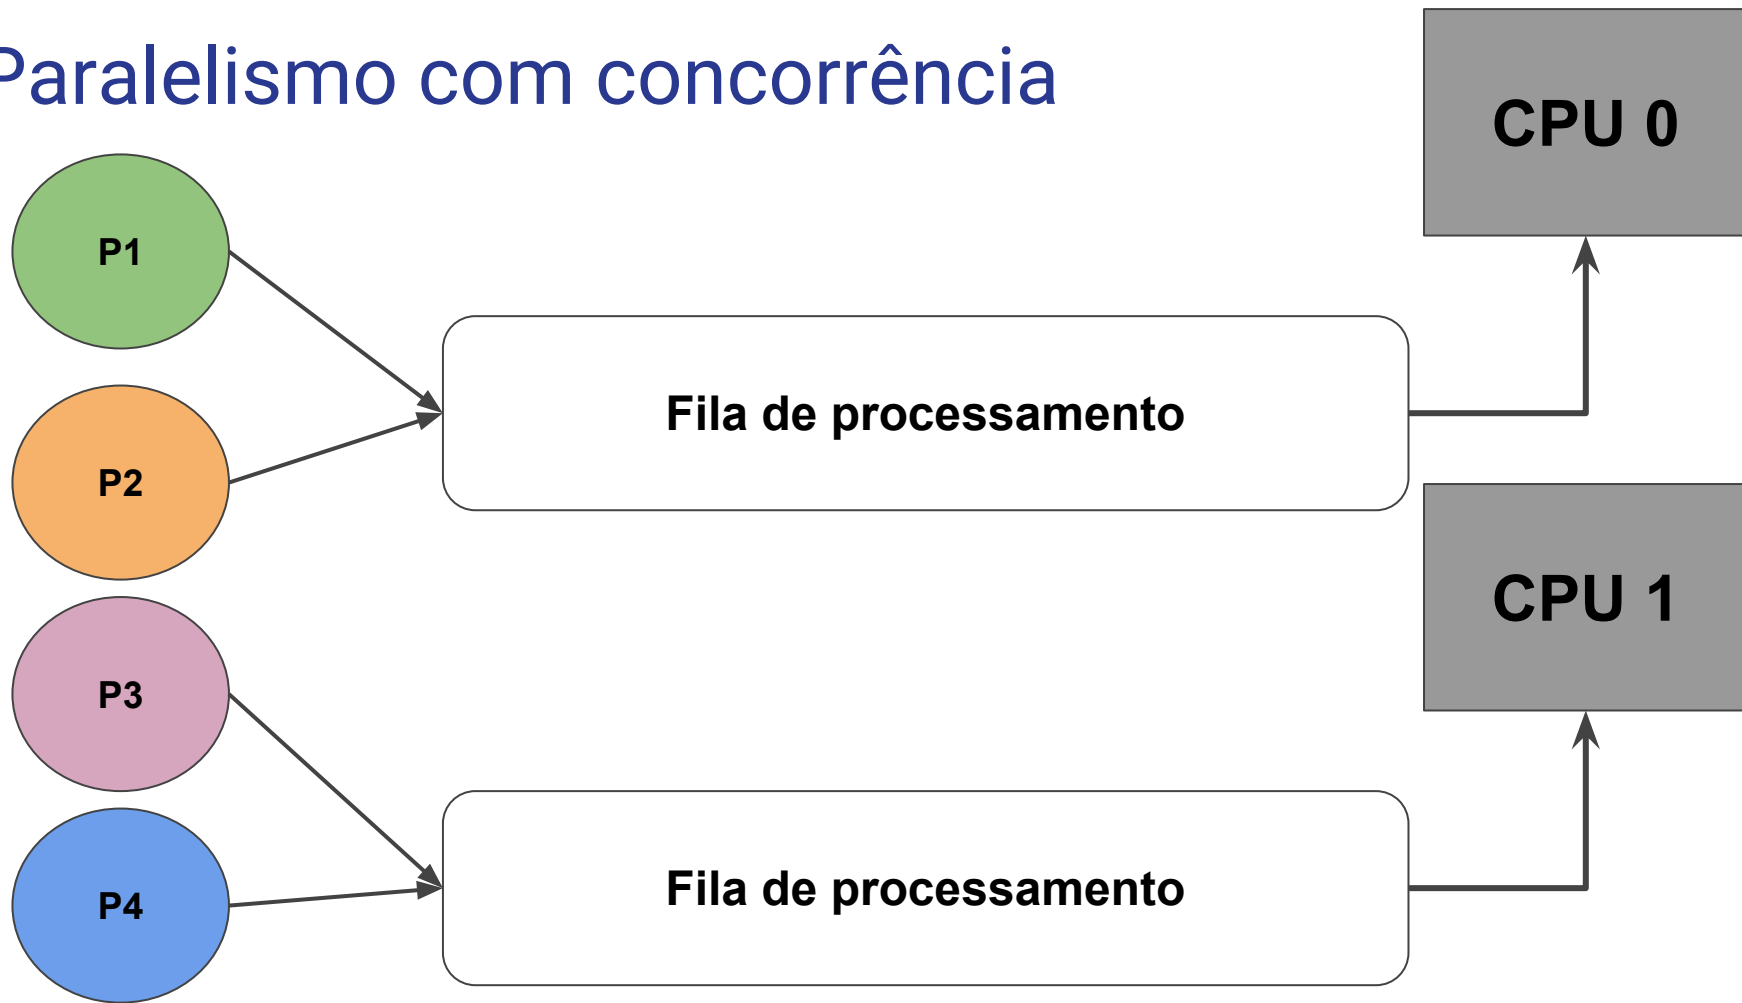 Paralelismo com concorrência
CPU 0
P1
Fila de processamento
P2
CPU 1
P3
Fila de processamento
P4